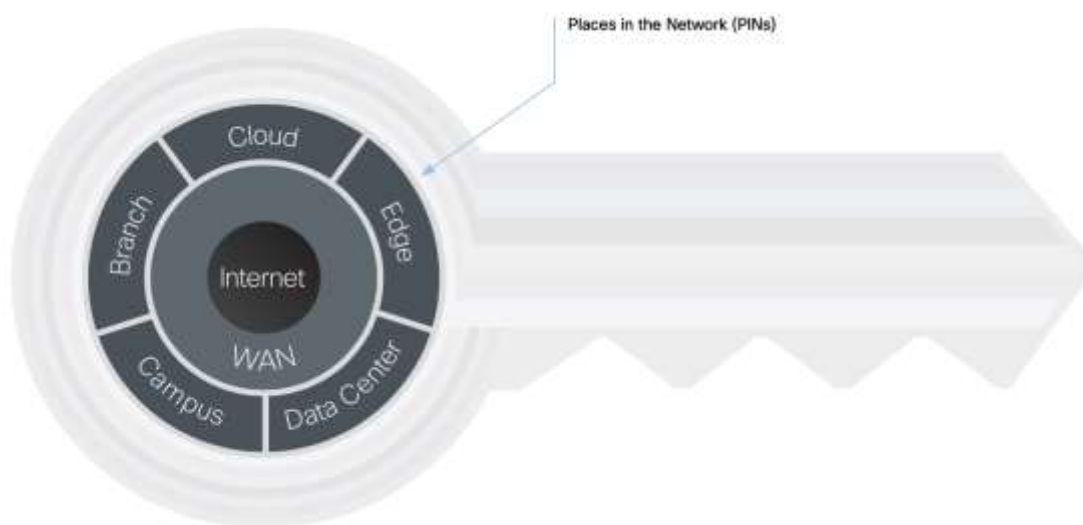 Places in the Network (PINs)
Cloud
Branch
Edge
Internet
WAN
Campus
Data Center